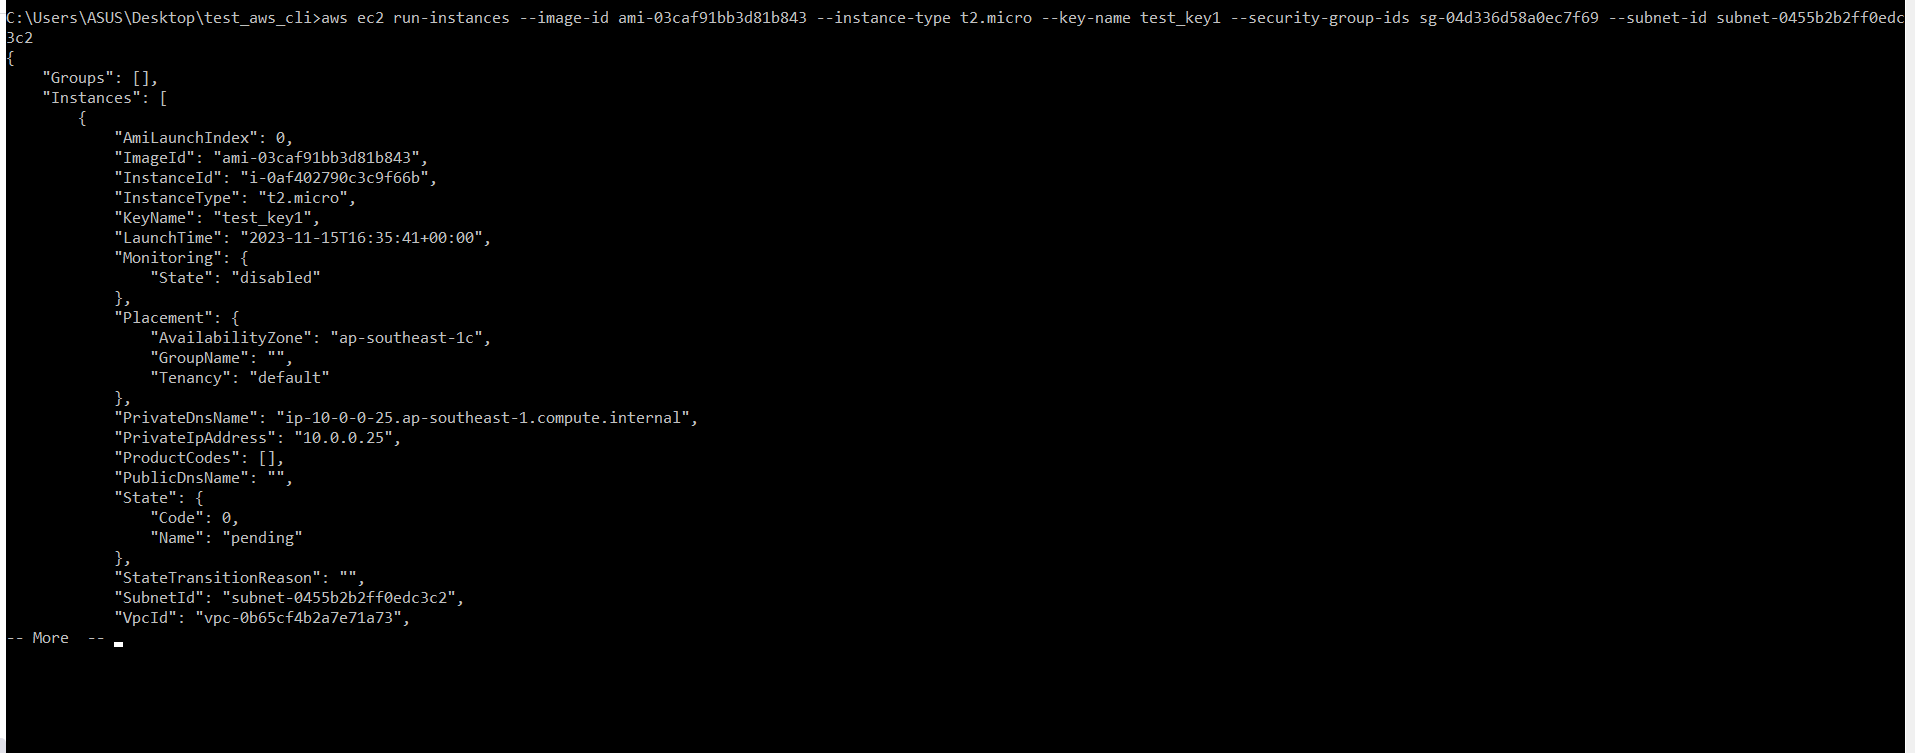 C:\Users\ASUS\Desktop\test_aws_cli>aws ec2 run-instances --image-id ami-03caf91bb3d81b843 --instance-type t2.micro --key-name test_key1 --security-group-ids sg-04d336d58a0ec7f69 --subnet-id subnet-0455b2b2ff0edc
3c2
{
    "Groups": [],
    "Instances": [
        {
            "AmiLaunchIndex": 0,
            "ImageId": "ami-03caf91bb3d81b843",
            "InstanceId": "i-0af402790c3c9f66b",
            "InstanceType": "t2.micro",
            "KeyName": "test_key1",
            "LaunchTime": "2023-11-15T16:35:41+00:00",
            "Monitoring": {
                "State": "disabled"
            },
            "Placement": {
                "AvailabilityZone": "ap-southeast-1c",
                "GroupName": "",
                "Tenancy": "default"
            },
            "PrivateDnsName": "ip-10-0-0-25.ap-southeast-1.compute.internal",
            "PrivateIpAddress": "10.0.0.25",
            "ProductCodes": [],
            "PublicDnsName": "",
            "State": {
                "Code": 0,
                "Name": "pending"
            },
            "StateTransitionReason": "",
            "SubnetId": "subnet-0455b2b2ff0edc3c2",
            "VpcId": "vpc-0b65cf4b2a7e71a73",
-- More  --